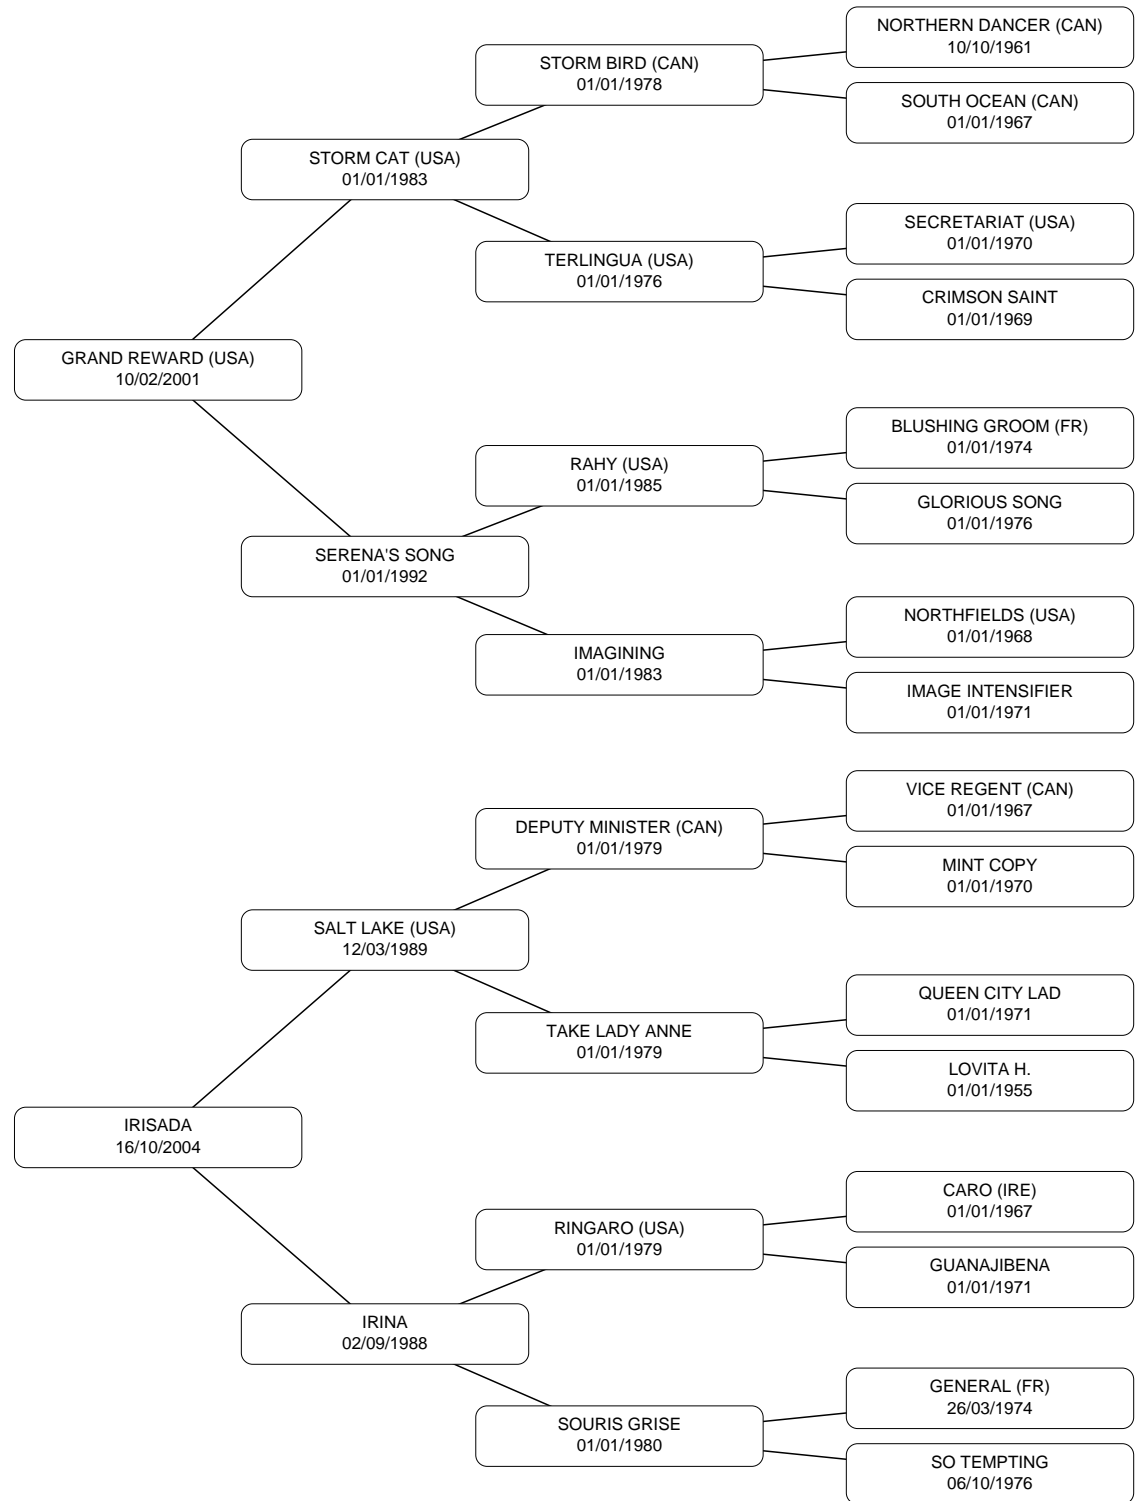 NORTHERN DANCER (CAN)
10/10/1961
STORM BIRD (CAN)
01/01/1978
SOUTH OCEAN (CAN)
01/01/1967
STORM CAT (USA)
01/01/1983
SECRETARIAT (USA)
01/01/1970
TERLINGUA (USA)
01/01/1976
CRIMSON SAINT
01/01/1969
GRAND REWARD (USA)
10/02/2001
BLUSHING GROOM (FR)
01/01/1974
RAHY (USA)
01/01/1985
GLORIOUS SONG
01/01/1976
SERENA'S SONG
01/01/1992
NORTHFIELDS (USA)
01/01/1968
IMAGINING
01/01/1983
IMAGE INTENSIFIER
01/01/1971
VICE REGENT (CAN)
01/01/1967
DEPUTY MINISTER (CAN)
01/01/1979
MINT COPY
01/01/1970
SALT LAKE (USA)
12/03/1989
QUEEN CITY LAD
01/01/1971
TAKE LADY ANNE
01/01/1979
LOVITA H.
01/01/1955
IRISADA
16/10/2004
CARO (IRE)
01/01/1967
RINGARO (USA)
01/01/1979
GUANAJIBENA
01/01/1971
IRINA
02/09/1988
GENERAL (FR)
26/03/1974
SOURIS GRISE
01/01/1980
SO TEMPTING
06/10/1976